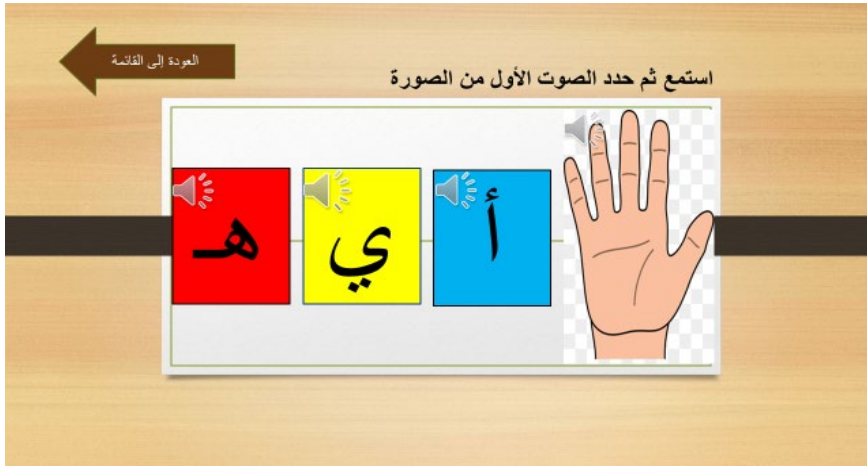 العودة إلى القائمة
استمع ثم حدد الصوت الأول من الصورة
أ ي هـ